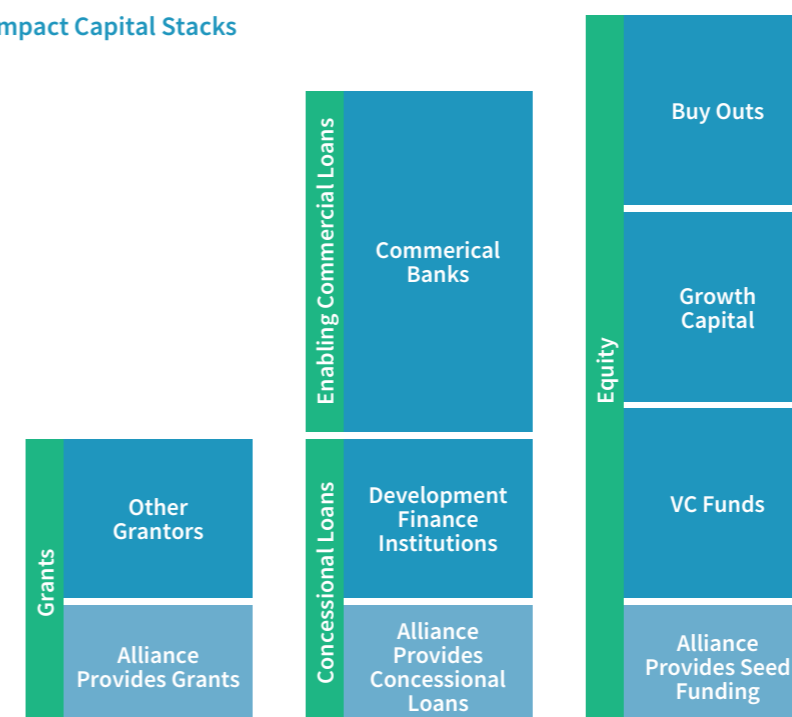 mpact Capital Stacks
Grants
Other
Grantors
Alliance
Provides Grants
Enabling Commercial Loans
Commerical
Banks
Concessional Loans
Development
Finance
Institutions
Alliance
Provides
Concessional
Loans
Equity
Buy Outs
Growth
Capital
VC Funds
Alliance
Provides Seed
Funding